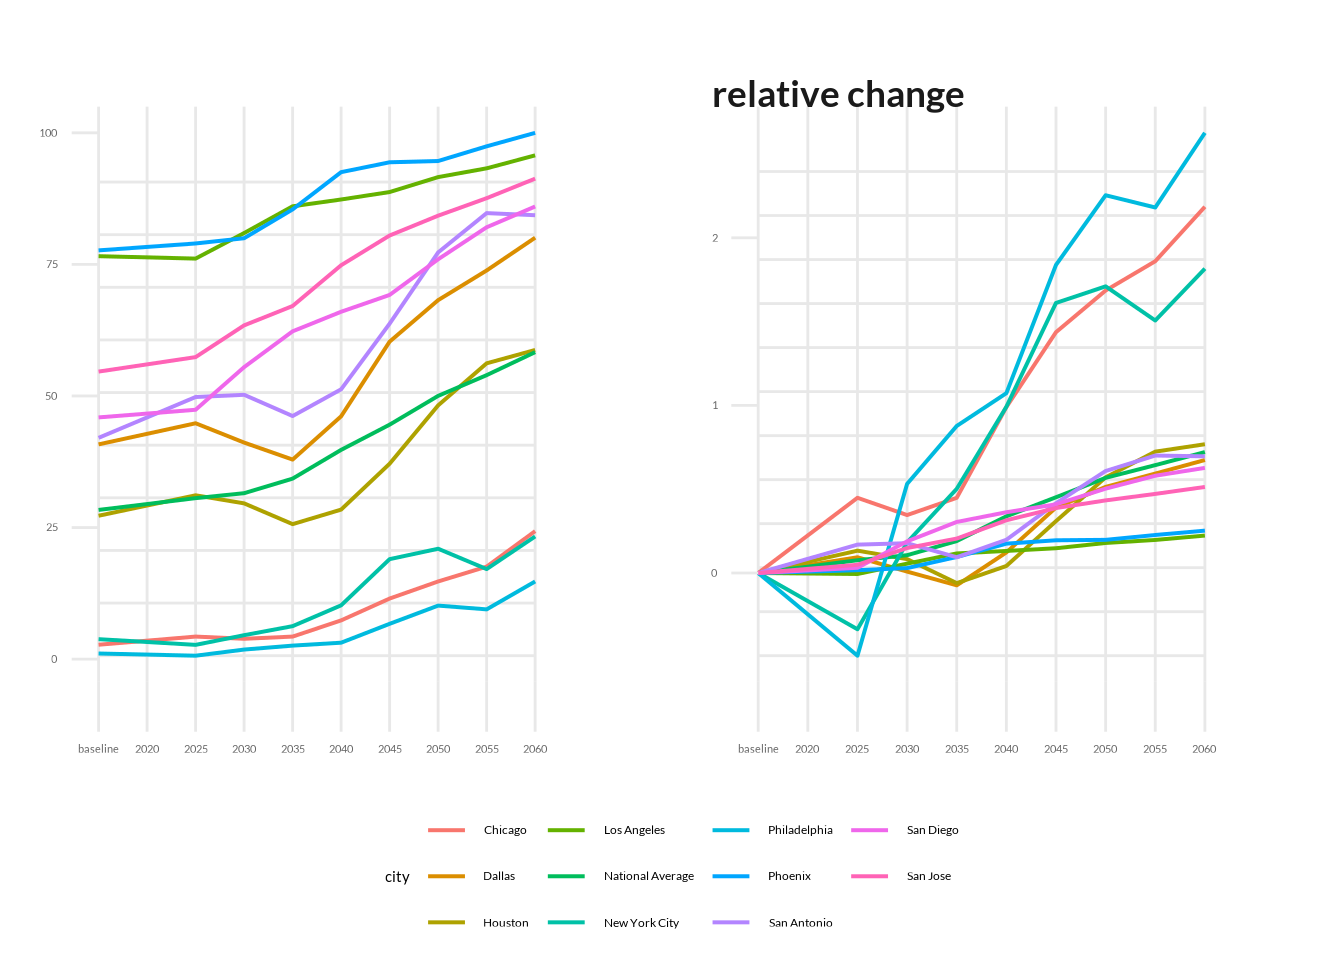 relative change
100
75
50
25
0
2
1
0
baseline 2020 2025 2030 2035 2040 2045 2050 2055 2060
baseline 2020 2025 2030 2035 2040 2045 2050 2055 2060
city
Chicago Los Angeles Philadelphia San Diego
Dallas National Average Phoenix San Jose
Houston New York City San Antonio